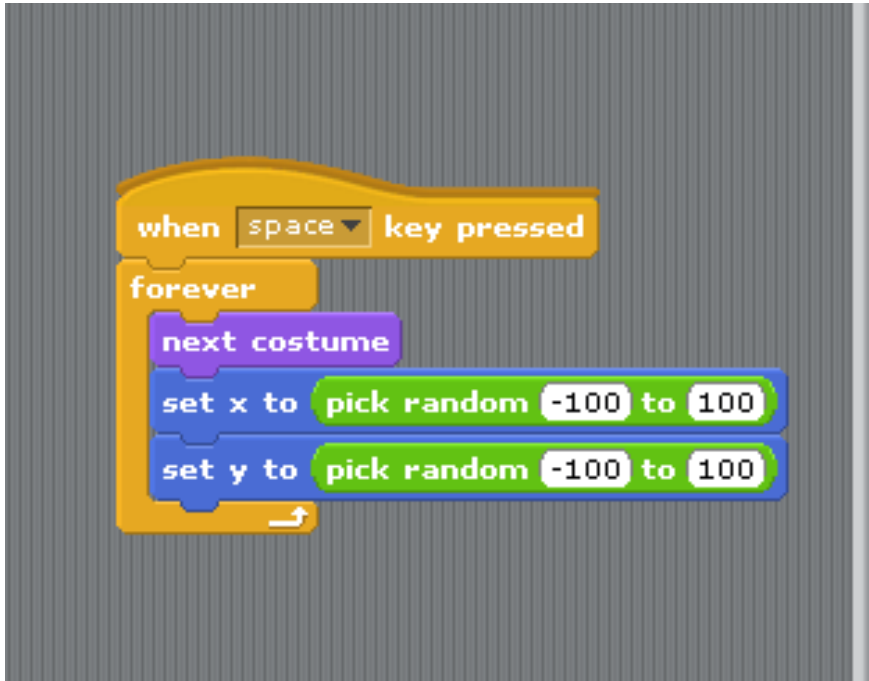 when space key pressed
forever
next costume
set x to pick random -100 to 100
set y to pick random -100 to 100